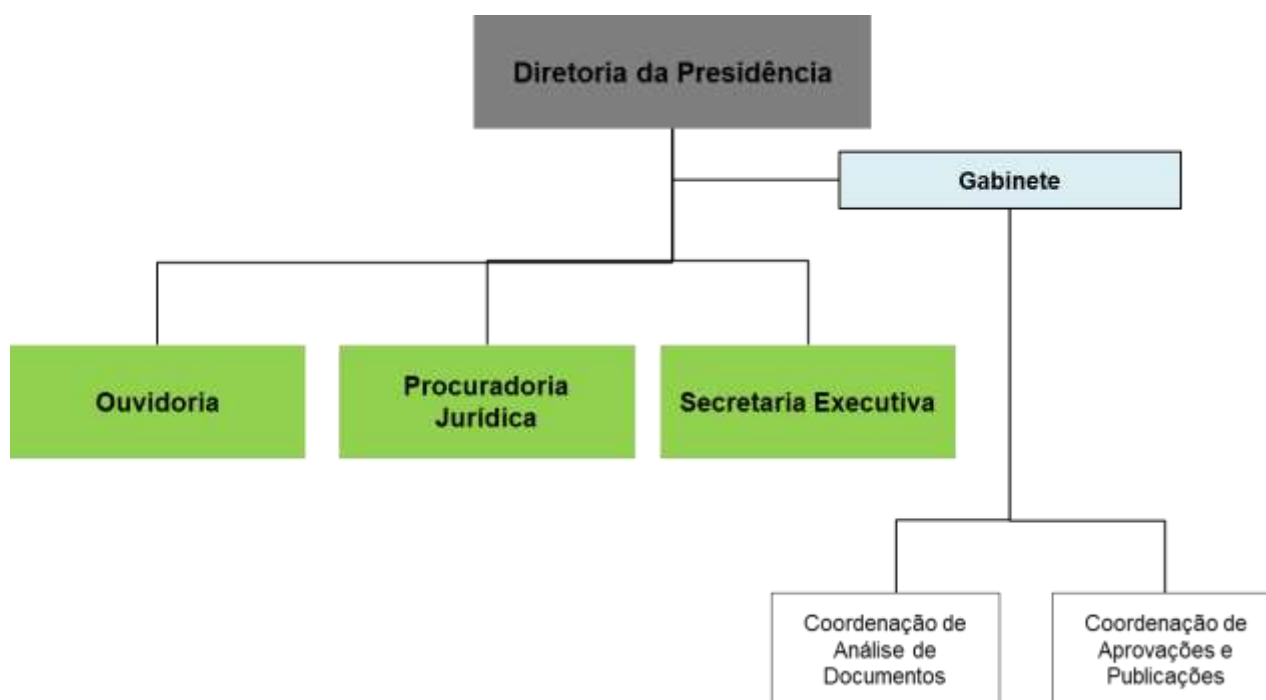 Diretoria da Presidência
Gabinete
Ouvidoria
Procuradoria
Jurídica
Secretaria Executiva
Coordenação de
Análise de
Documentos
Coordenação de
Aprovações e
Publicações